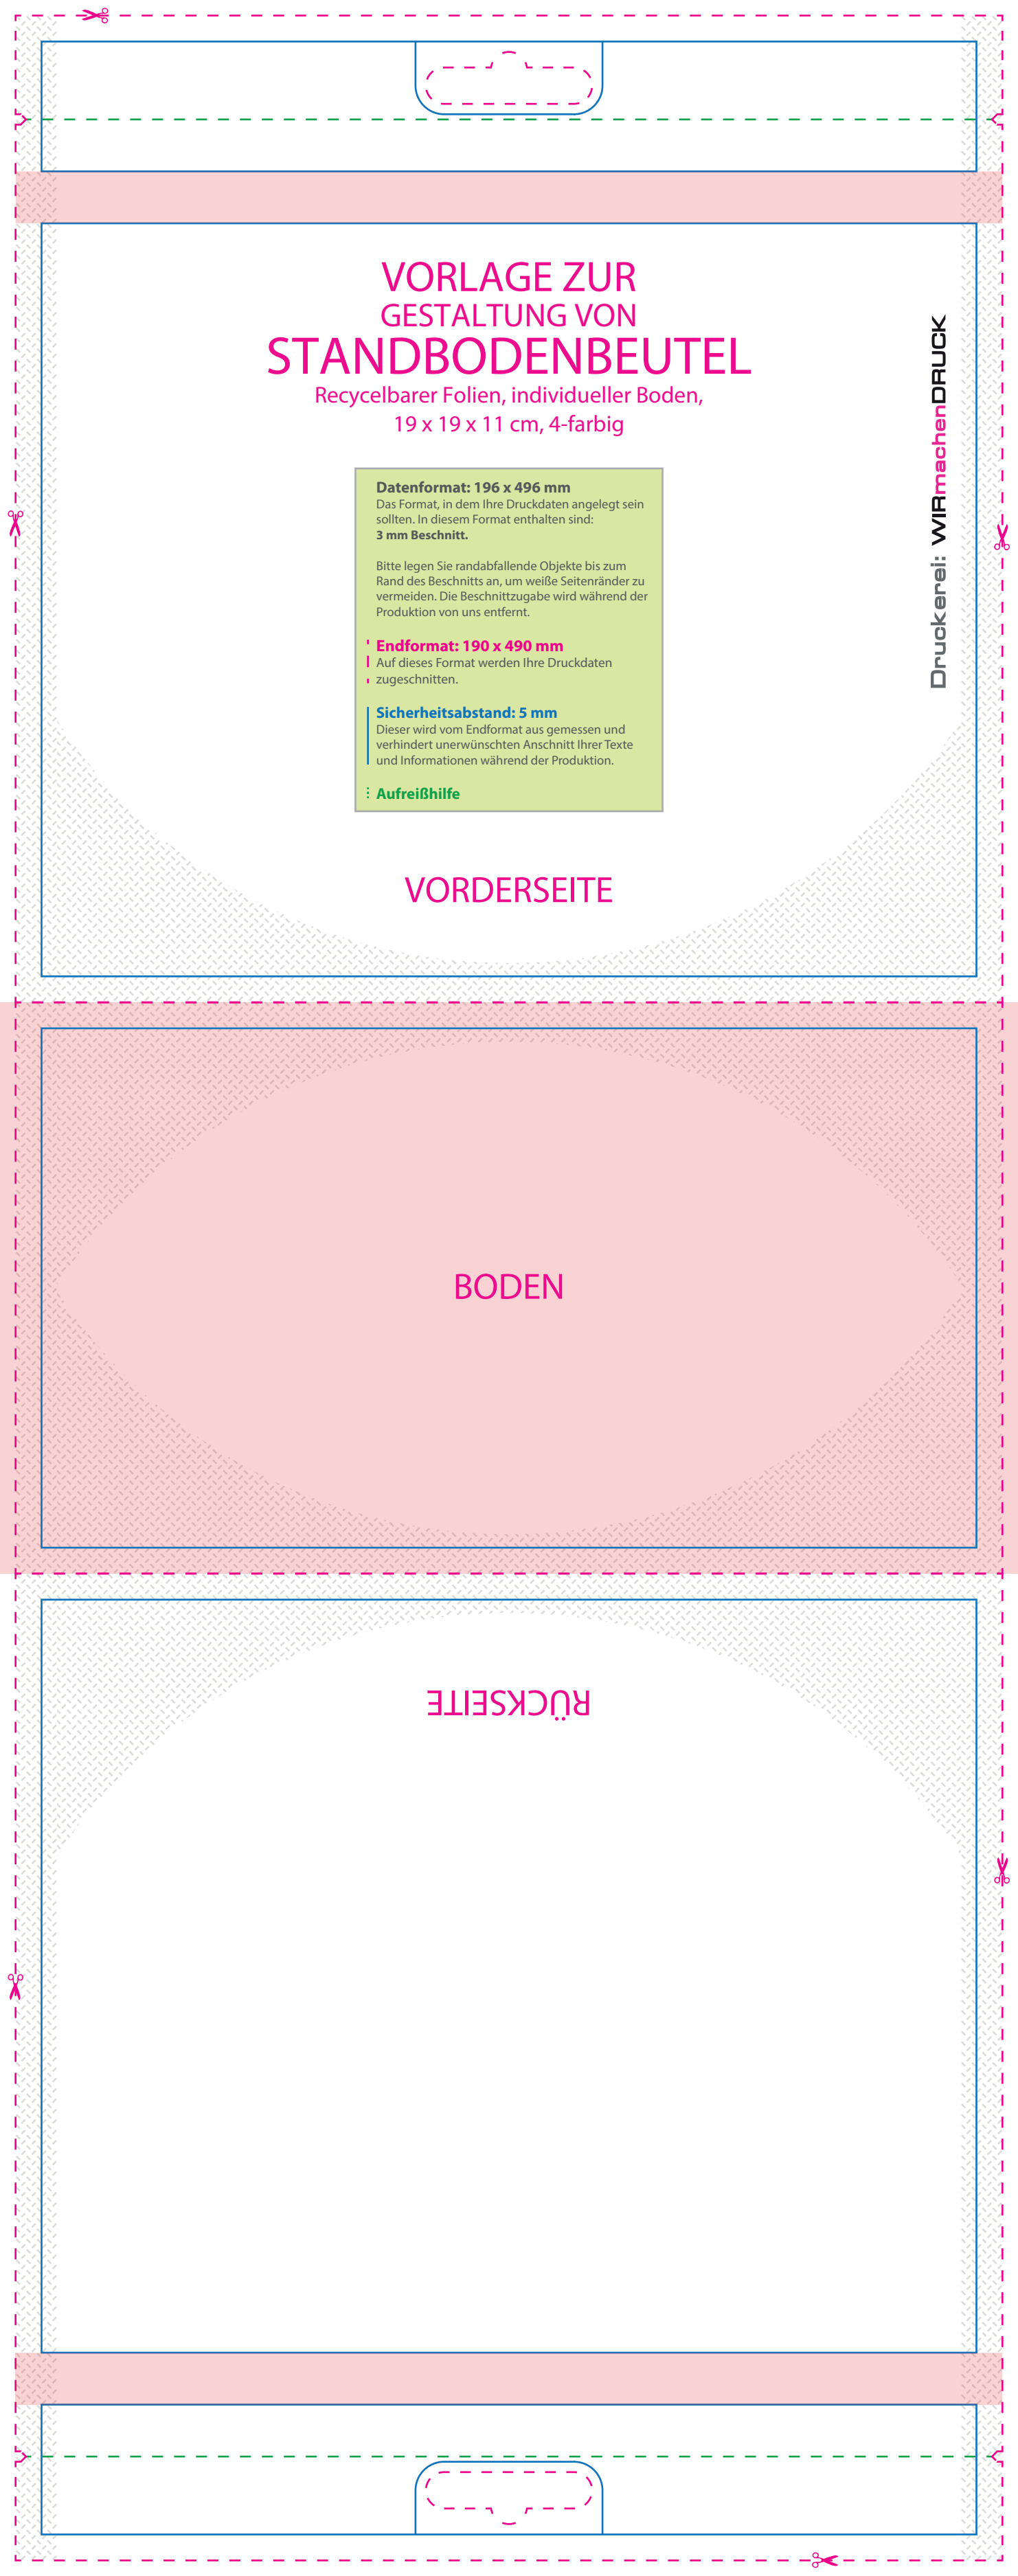 VORLAGE ZUR
GESTALTUNG VON
STANDBODENBEUTEL
Recycelbarer Folien, individueller Boden,
19 x 19 x 11 cm, 4-farbig
Datenformat: 196 x 496 mm
Das Format, in dem Ihre Druckdaten angelegt sein
sollten. In diesem Format enthalten sind:
3 mm Beschnitt.
Bitte legen Sie randabfallende Objekte bis zum
Rand des Beschnitts an, um weiße Seitenränder zu
vermeiden. Die Beschnittzugabe wird während der
Produktion von uns entfernt.
Endformat: 190 x 490 mm
Auf dieses Format werden Ihre Druckdaten
zugeschnitten.
Sicherheitsabstand: 5 mm
Dieser wird vom Endformat aus gemessen und
verhindert unerwünschten Anschnitt Ihrer Texte
und Informationen während der Produktion.
Aufreißhilfe
Druckerei: WIRmachenDRUCK
VORDERSEITE
BODEN
RÜCKSEITE